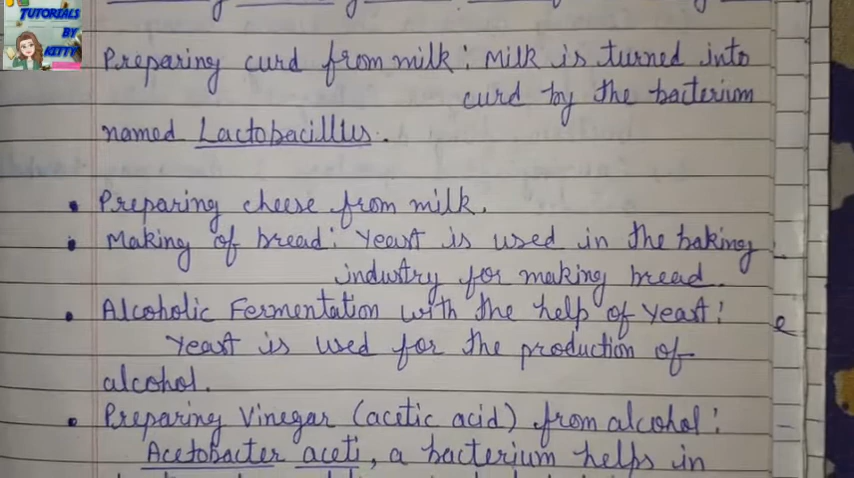 TUTORIALS
BY
KITTY
Preparing curd from milk : Milk is turned into
curd by the bacterium
named Lactobacillus.
• Preparing cheese from milk.
• Making of bread : Yeast is used in the baking
industry for making bread.
• Alcoholic Fermentation with the help of yeast :
Yeast is used for the production of
alcohol.
• Preparing Vinegar (acetic acid) from alcohol :
Acetobacter aceti, a bacterium helps in